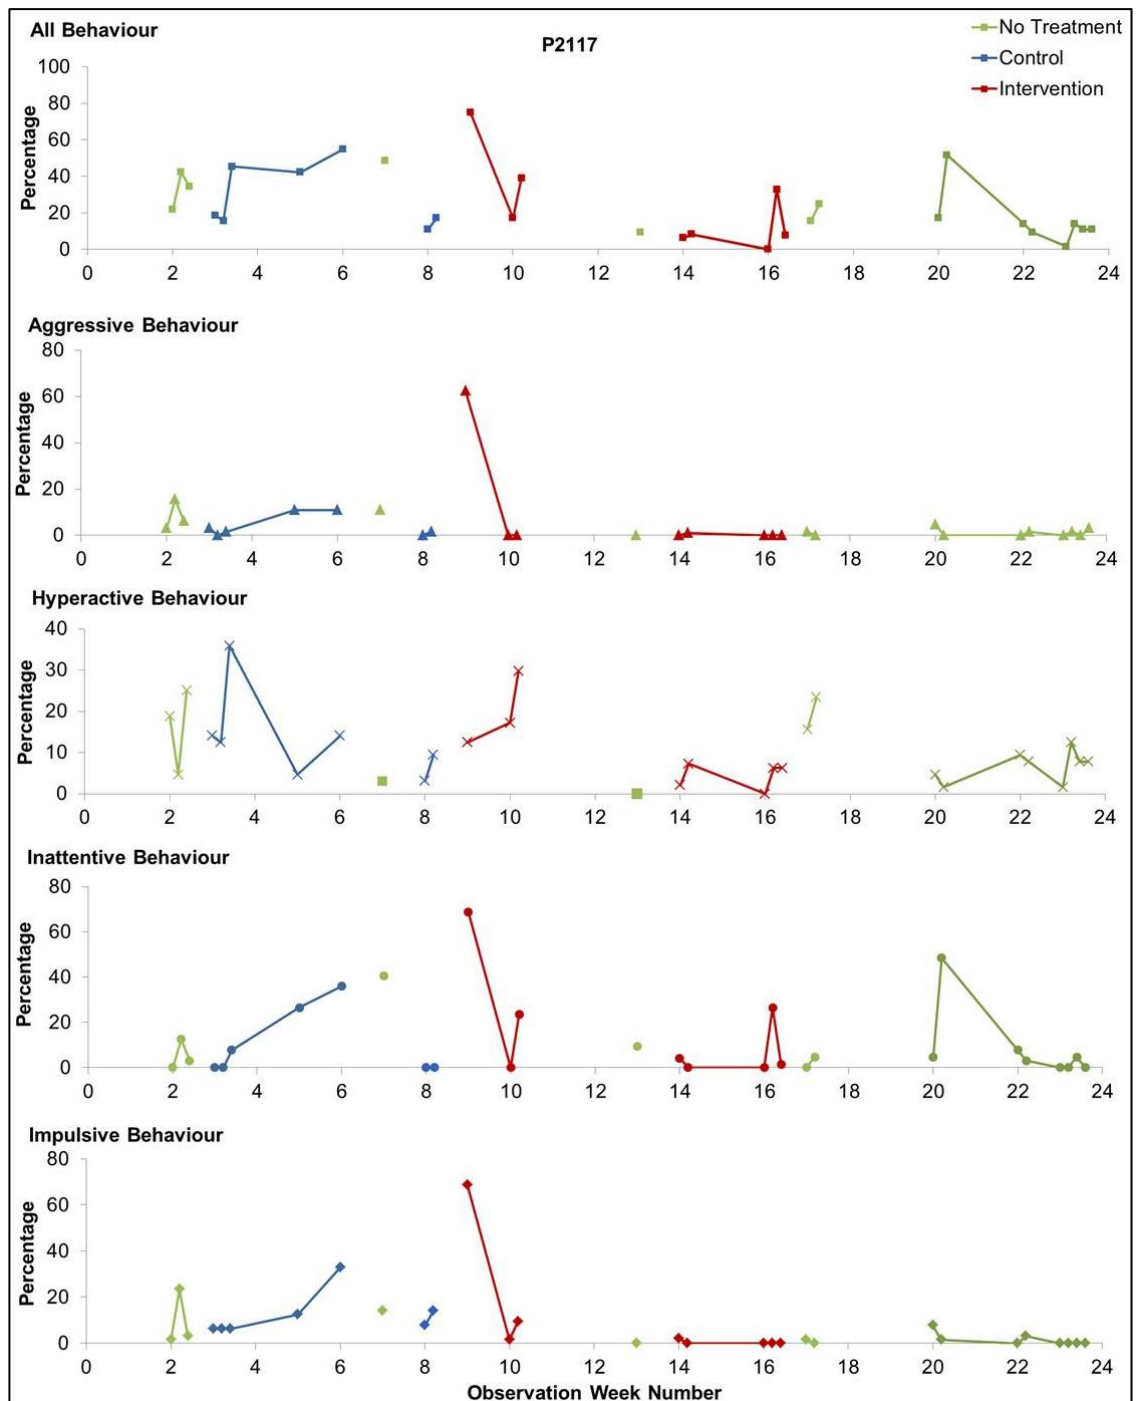 All Behaviour
P2117
No Treatment
Control
Intervention
Percentage
100
80
60
40
20
0
0 2 4 6 8 10 12 14 16 18 20 22 24
Aggressive Behaviour
Percentage
80
60
40
20
0
0 2 4 6 8 10 12 14 16 18 20 22 24
Hyperactive Behaviour
Percentage
40
30
20
10
0
0 2 4 6 8 10 12 14 16 18 20 22 24
Inattentive Behaviour
Percentage
80
60
40
20
0
0 2 4 6 8 10 12 14 16 18 20 22 24
Impulsive Behaviour
Percentage
80
60
40
20
0
0 2 4 6 8 10 12 14 16 18 20 22 24
Observation Week Number